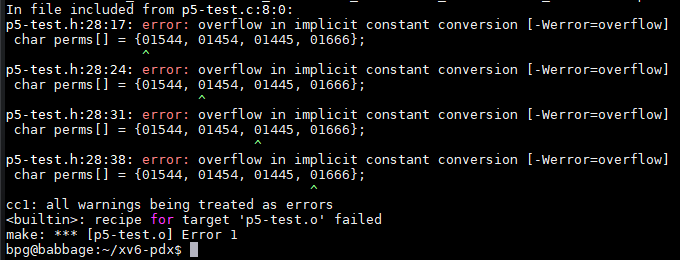 In file included from p5-test.c:8:0:
p5-test.h:28:17: error: overflow in implicit constant conversion [-Werror=overflow]
 char perms[] = {01544, 01454, 01445, 01666};
                 ^
p5-test.h:28:24: error: overflow in implicit constant conversion [-Werror=overflow]
 char perms[] = {01544, 01454, 01445, 01666};
                        ^
p5-test.h:28:31: error: overflow in implicit constant conversion [-Werror=overflow]
 char perms[] = {01544, 01454, 01445, 01666};
                               ^
p5-test.h:28:38: error: overflow in implicit constant conversion [-Werror=overflow]
 char perms[] = {01544, 01454, 01445, 01666};
                                      ^
cc1: all warnings being treated as errors
<builtin>: recipe for target 'p5-test.o' failed
make: *** [p5-test.o] Error 1
bpg@babbage:~/xv6-pdx$